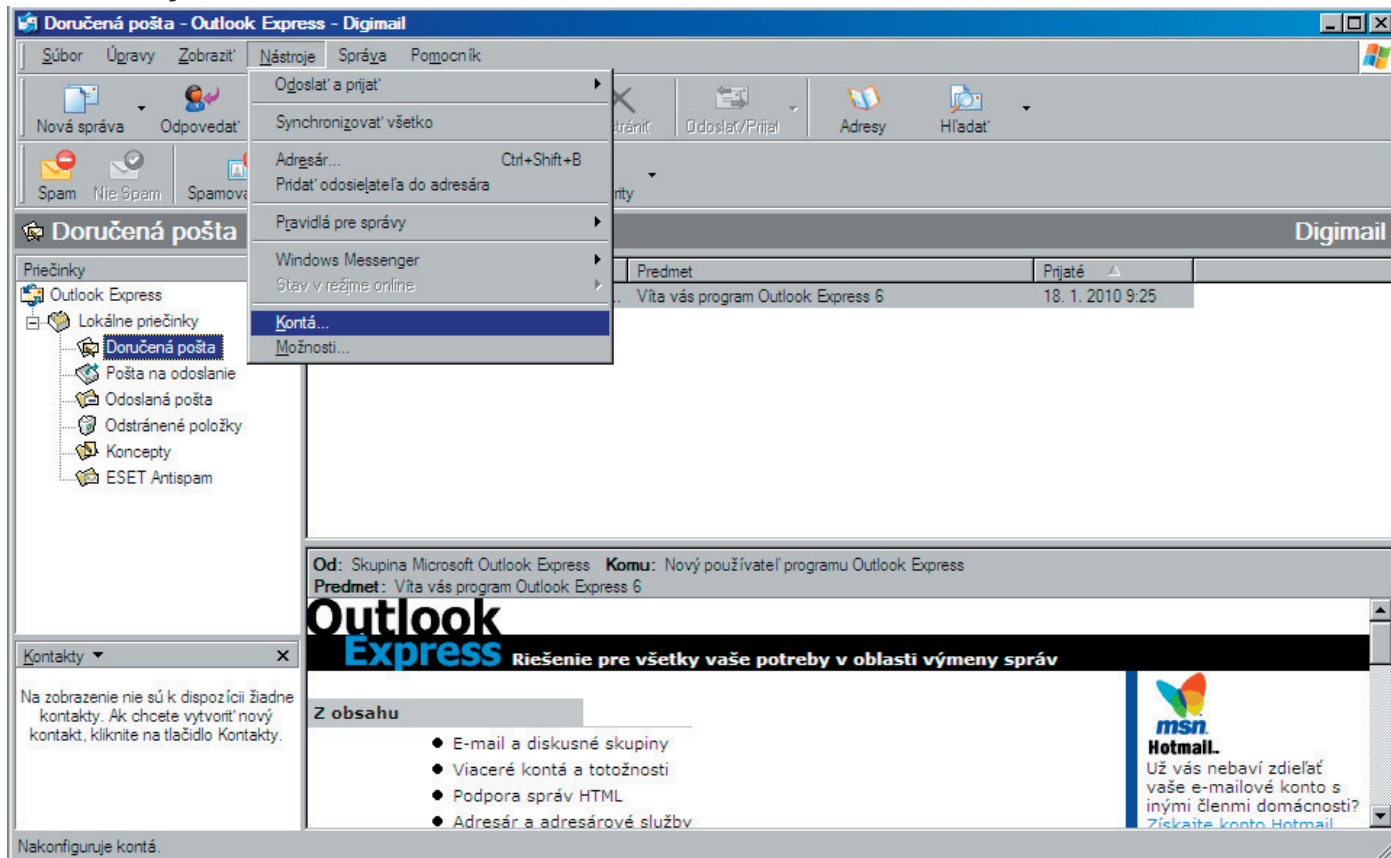 Doručená pošta - Outlook Express - Digimail
Súbor Úpravy Zobraziť Nástroje Správa Pomocník
Nová správa Odpovedať Odoslať/Prijať Adresy Hľadať
Spam Nie Spam
Odoslať a prijať
Synchronizovať všetko
Adresár... Ctrl+Shift+B
Pridať odosielateľa do adresára
Pravidlá pre správy
Windows Messenger
Stav v režime online
Kontá...
Možnosti...
Doručená pošta Digimail
Priečinky
Outlook Express
Lokálne priečinky
Doručená pošta
Pošta na odoslanie
Odoslaná pošta
Odstránené položky
Koncepty
ESET Antispam
Predmet Prijaté
Víta vás program Outlook Express 6 18. 1. 2010 9:25
Od: Skupina Microsoft Outlook Express Komu: Nový používateľ programu Outlook Express
Predmet: Víta vás program Outlook Express 6
Outlook
Express Riešenie pre všetky vaše potreby v oblasti výmeny správ
Z obsahu
E-mail a diskusné skupiny
Viaceré kontá a totožnosti
Podpora správ HTML
Adresár a adresárové služby
msn
Hotmail
Už vás nebaví zdieľať
vaše e-mailové konto s
inými členmi domácnosti?
Získajte konto Hotmail
Kontakty
Na zobrazenie nie sú k dispozícii žiadne
kontakty. Ak chcete vytvoriť nový
kontakt, kliknite na tlačidlo Kontakty.
Nakonfiguruje kontá.